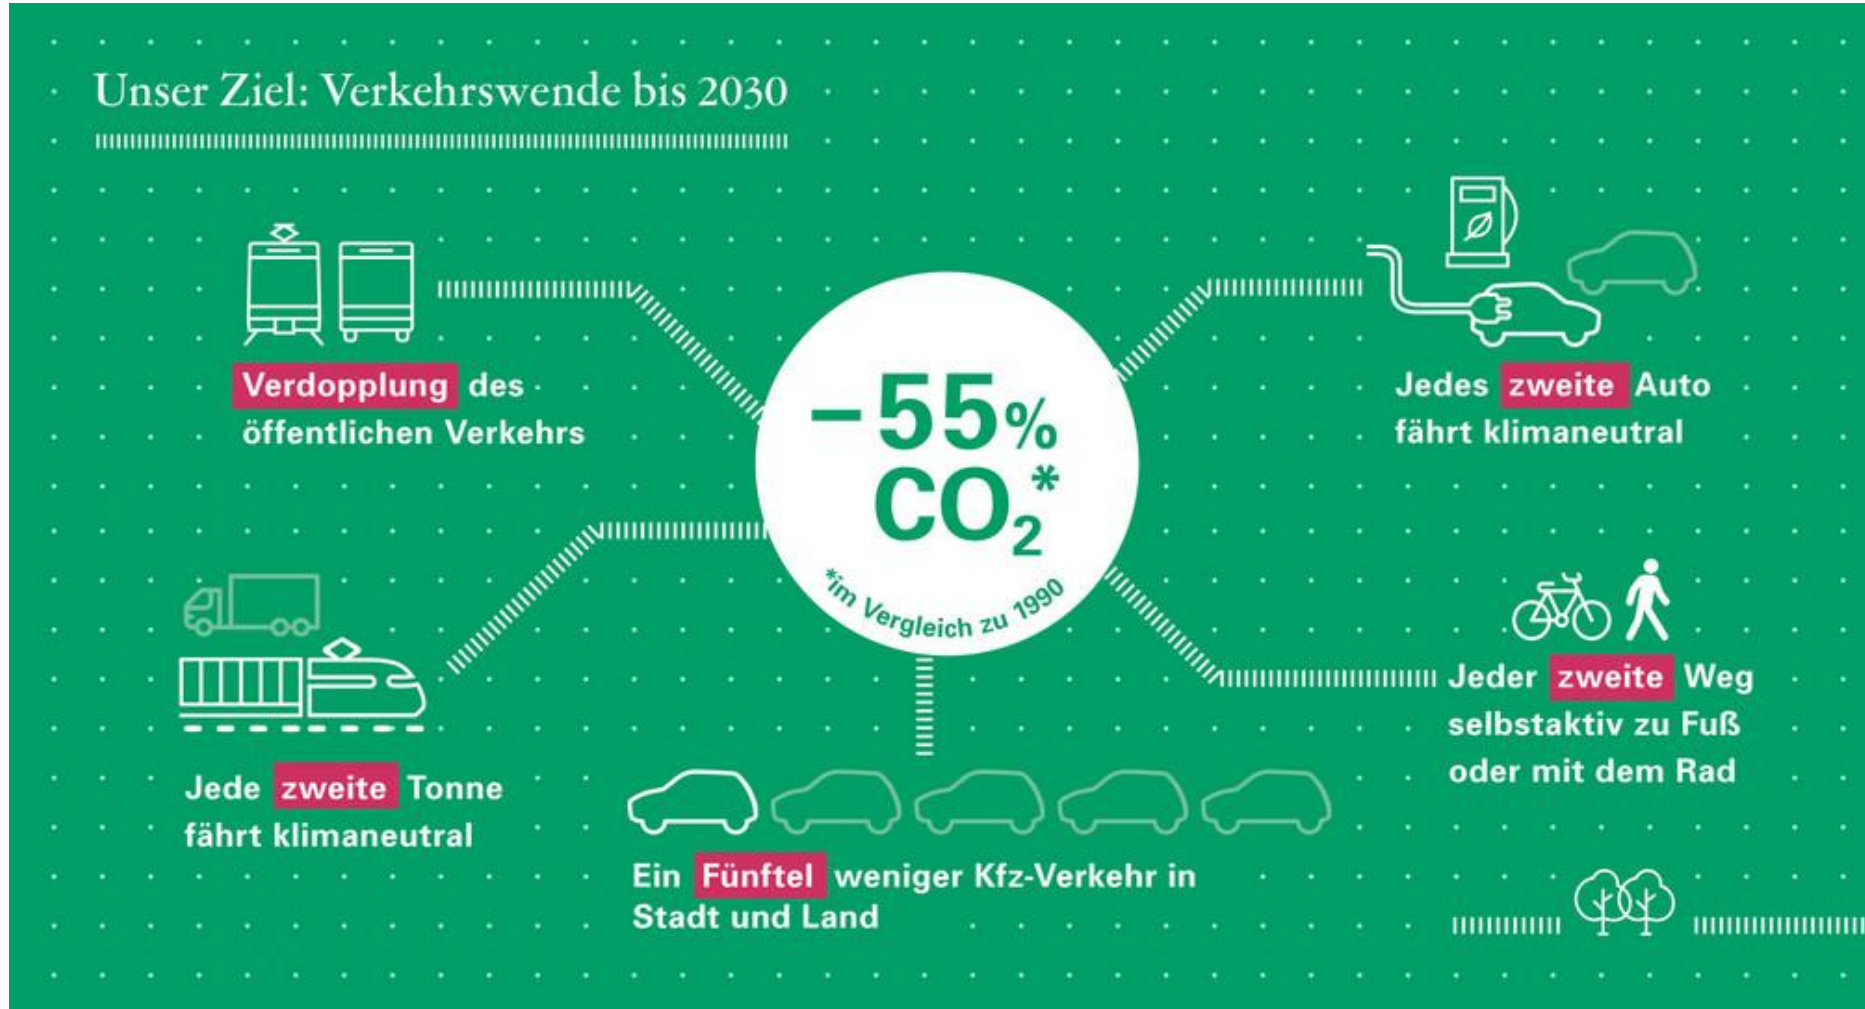 Unser Ziel: Verkehrswende bis 2030
Verdopplung des
öffentlichen Verkehrs
Jedes zweite Auto
fährt klimaneutral
–55%
CO₂*
*im Vergleich zu 1990
Jede zweite Tonne
fährt klimaneutral
Jeder zweite Weg
selbstaktiv zu Fuß
oder mit dem Rad
Ein Fünftel weniger Kfz-Verkehr in
Stadt und Land